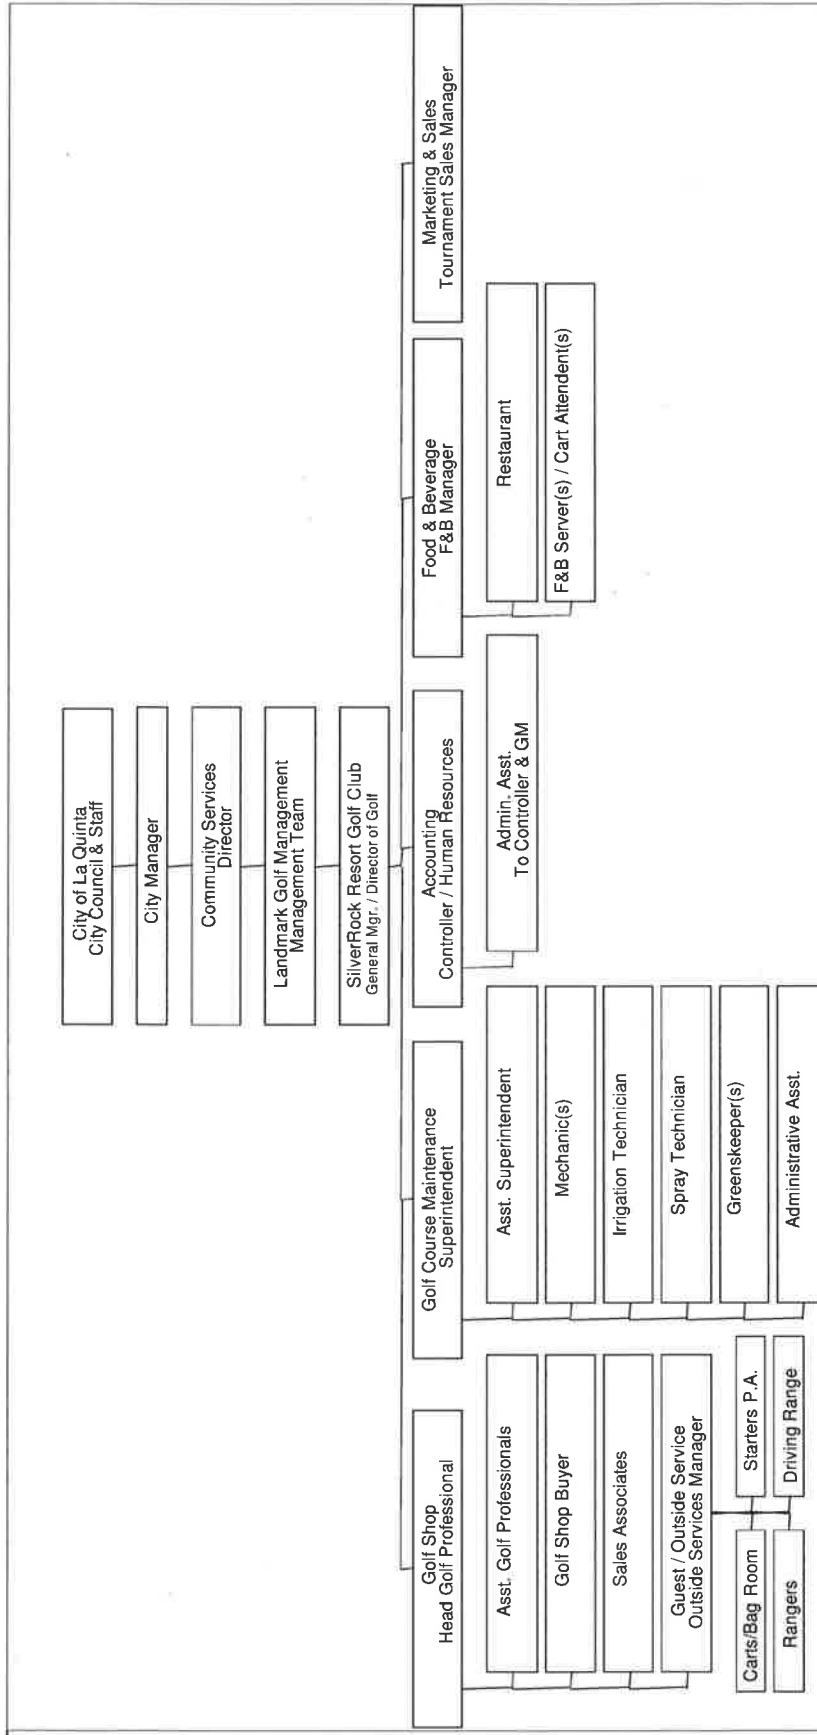 City of La Quinta
City Council & Staff
City Manager
Community Services
Director
Landmark Golf Management
Management Team
SilverRock Resort Golf Club
General Mgr. / Director of Golf
Golf Shop
Head Golf Professional
Asst. Golf Professionals
Golf Shop Buyer
Sales Associates
Guest / Outside Service
Outside Services Manager
Carts/Bag Room
Starters P.A.
Rangers
Driving Range
Golf Course Maintenance
Superintendent
Asst. Superintendent
Mechanic(s)
Irrigation Technician
Spray Technician
Greenskeeper(s)
Administrative Asst.
Accounting
Controller / Human Resources
Admin. Asst.
To Controller & GM
Food & Beverage
F&B Manager
Restaurant
F&B Server(s) / Cart Attendent(s)
Marketing & Sales
Tournament Sales Manager